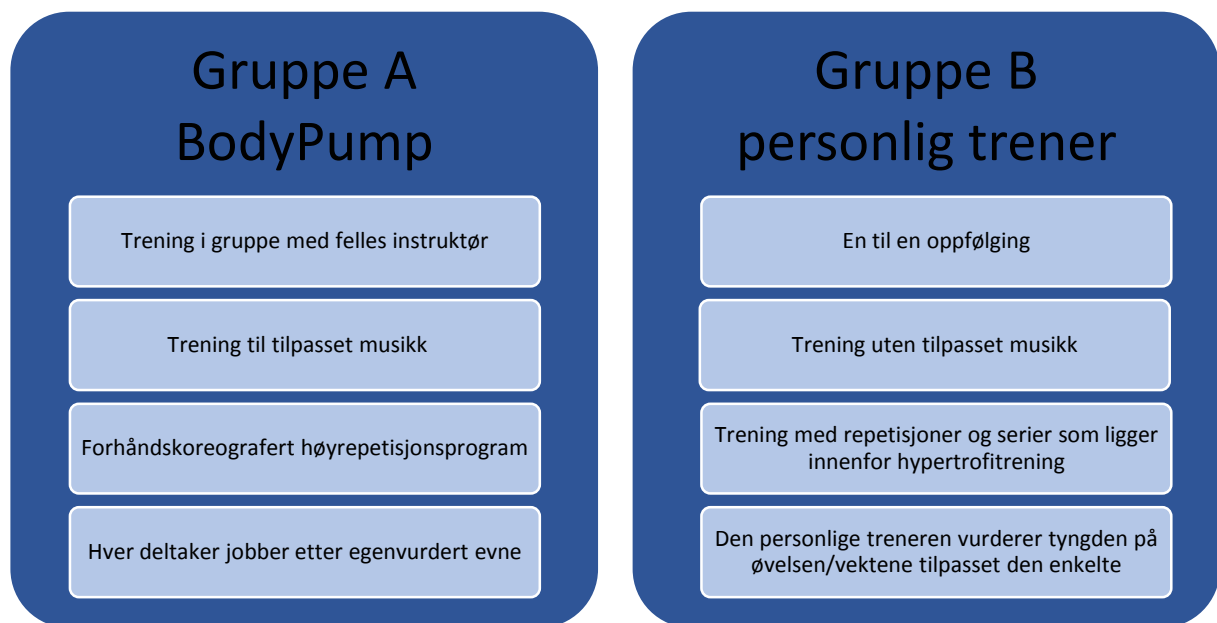 Gruppe A
BodyPump
Trening i gruppe med felles instruktør
Trening til tilpasset musikk
Forhåndskoreografert høyrepetisjonsprogram
Hver deltaker jobber etter egenvurdert evne
Gruppe B
personlig trener
En til en oppfølging
Trening uten tilpasset musikk
Trening med repetisjoner og serier som ligger
innenfor hypertrofitrening
Den personlige treneren vurderer tyngden på
øvelsen/vektene tilpasset den enkelte